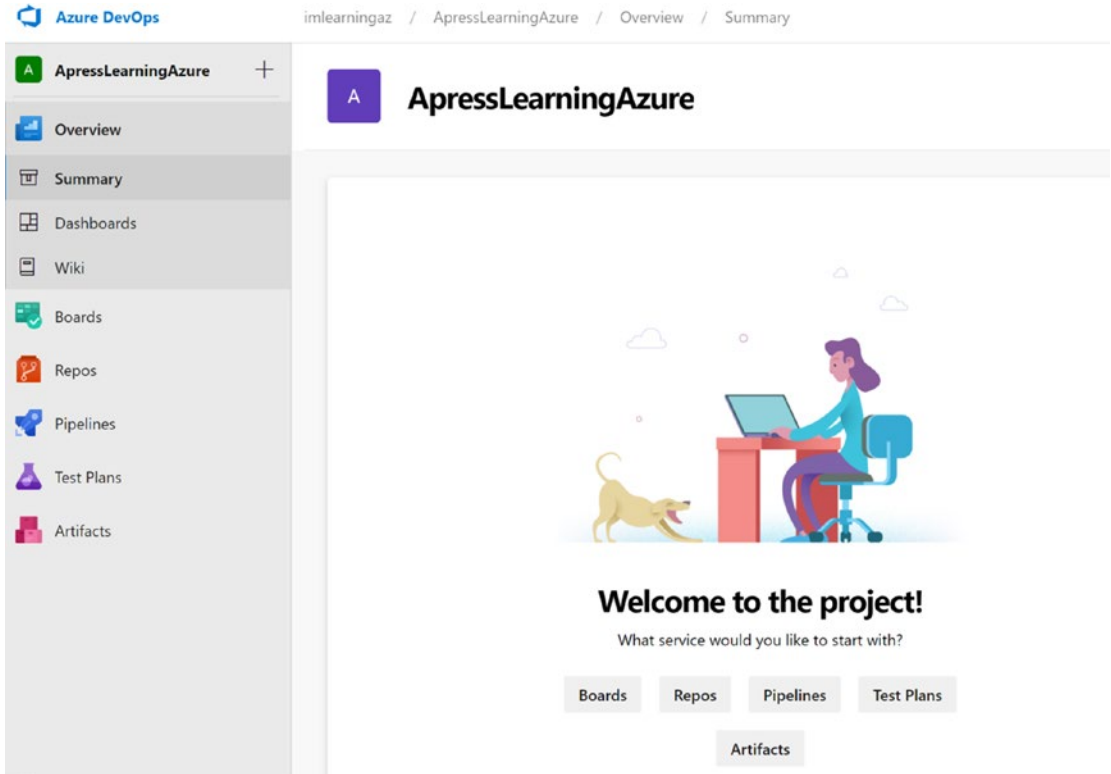 Azure DevOps
imlearningaz / ApressLearningAzure / Overview / Summary
A ApressLearningAzure +
Overview
Summary
Dashboards
Wiki
Boards
Repos
Pipelines
Test Plans
Artifacts
A ApressLearningAzure
Welcome to the project!
What service would you like to start with?
Boards Repos Pipelines Test Plans
Artifacts